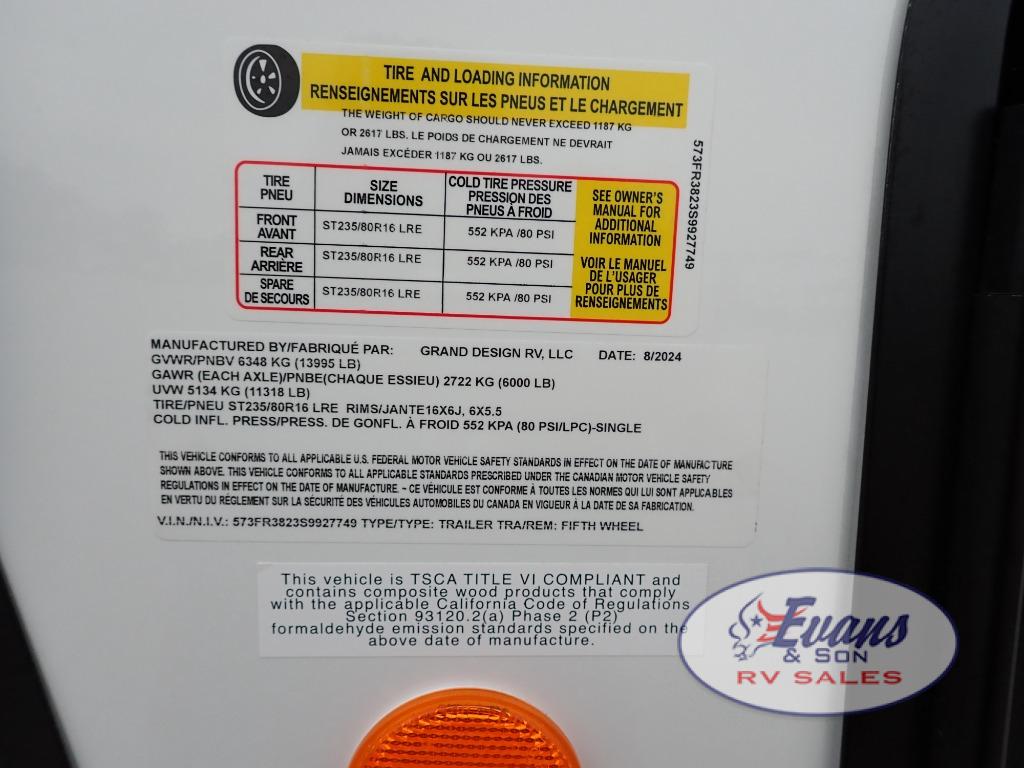 TIRE AND LOADING INFORMATION
RENSEIGNEMENTS SUR LES PNEUS ET LE CHARGEMENT
THE WEIGHT OF CARGO SHOULD NEVER EXCEED 1187 KG
OR 2617 LBS. LE POIDS DE CHARGEMENT NE DEVRAIT
JAMAIS EXCÉDER 1187 KG OU 2617 LBS.
TIRE
PNEU
SIZE
DIMENSIONS
COLD TIRE PRESSURE
PRESSION DES
PNEUS À FROID
FRONT
AVANT
ST235/80R16 LRE
552 KPA /80 PSI
REAR
ARRIÈRE
ST235/80R16 LRE
552 KPA /80 PSI
SPARE
DE SECOURS
ST235/80R16 LRE
552 KPA /80 PSI
SEE OWNER'S
MANUAL FOR
ADDITIONAL
INFORMATION
VOIR LE MANUEL
DE L'USAGER
POUR PLUS DE
RENSEIGNEMENTS
573FR3823S9927749
MANUFACTURED BY/FABRIQUÉ PAR: GRAND DESIGN RV, LLC DATE: 8/2024
GVWR/PNBV 6348 KG (13995 LB)
GAWR (EACH AXLE)/PNBE(CHAQUE ESSIEU) 2722 KG (6000 LB)
UVW 5134 KG (11318 LB)
TIRE/PNEU ST235/80R16 LRE RIMS/JANTE16X6J, 6X5.5
COLD INFL. PRESS/PRESS. DE GONFL. À FROID 552 KPA (80 PSI/LPC)-SINGLE
THIS VEHICLE CONFORMS TO ALL APPLICABLE U.S. FEDERAL MOTOR VEHICLE SAFETY STANDARDS IN EFFECT ON THE DATE OF MANUFACTURE
SHOWN ABOVE. THIS VEHICLE CONFORMS TO ALL APPLICABLE STANDARDS PRESCRIBED UNDER THE CANADIAN MOTOR VEHICLE SAFETY
REGULATIONS IN EFFECT ON THE DATE OF MANUFACTURE. - CE VÉHICULE EST CONFORME À TOUTES LES NORMES QUI LUI SONT APPLICABLES
EN VERTU DU RÉGLEMENT SUR LA SÉCURITÉ DES VÉHICULES AUTOMOBILES DU CANADA EN VIGUEUR À LA DATE DE SA FABRICATION.
V.I.N./N.I.V.: 573FR3823S9927749 TYPE/TYPE: TRAILER TRA/REM: FIFTH WHEEL
This vehicle is TSCA TITLE VI COMPLIANT and
contains composite wood products that comply
with the applicable California Code of Regulations
Section 93120.2(a) Phase 2 (P2)
formaldehyde emission standards specified on the
above date of manufacture.
Evans
& SON
RV SALES